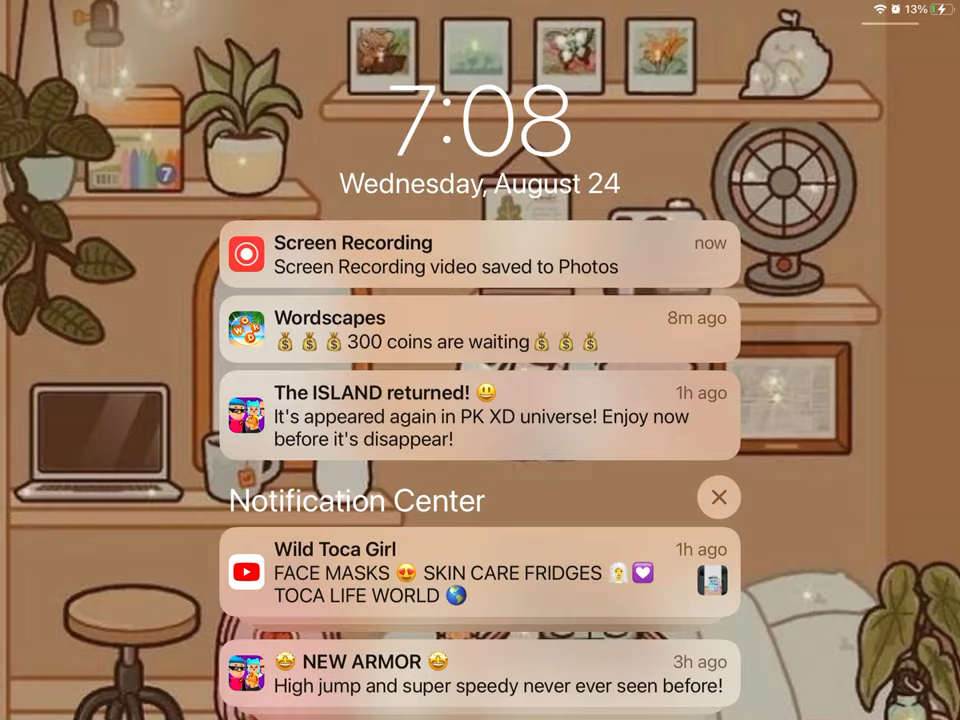 13%
7:08
Wednesday, August 24
7
Screen Recording now
Screen Recording video saved to Photos
Wordscapes 8m ago
💰 💰 💰 300 coins are waiting 💰 💰 💰
The ISLAND returned! 😃 1h ago
It's appeared again in PK XD universe! Enjoy now
before it's disappear!
Notification Center
Wild Toca Girl 1h ago
FACE MASKS 😍 SKIN CARE FRIDGES 🧖‍♀️ 💟
TOCA LIFE WORLD 🌎
🤩 NEW ARMOR 🤩 3h ago
High jump and super speedy never ever seen before!